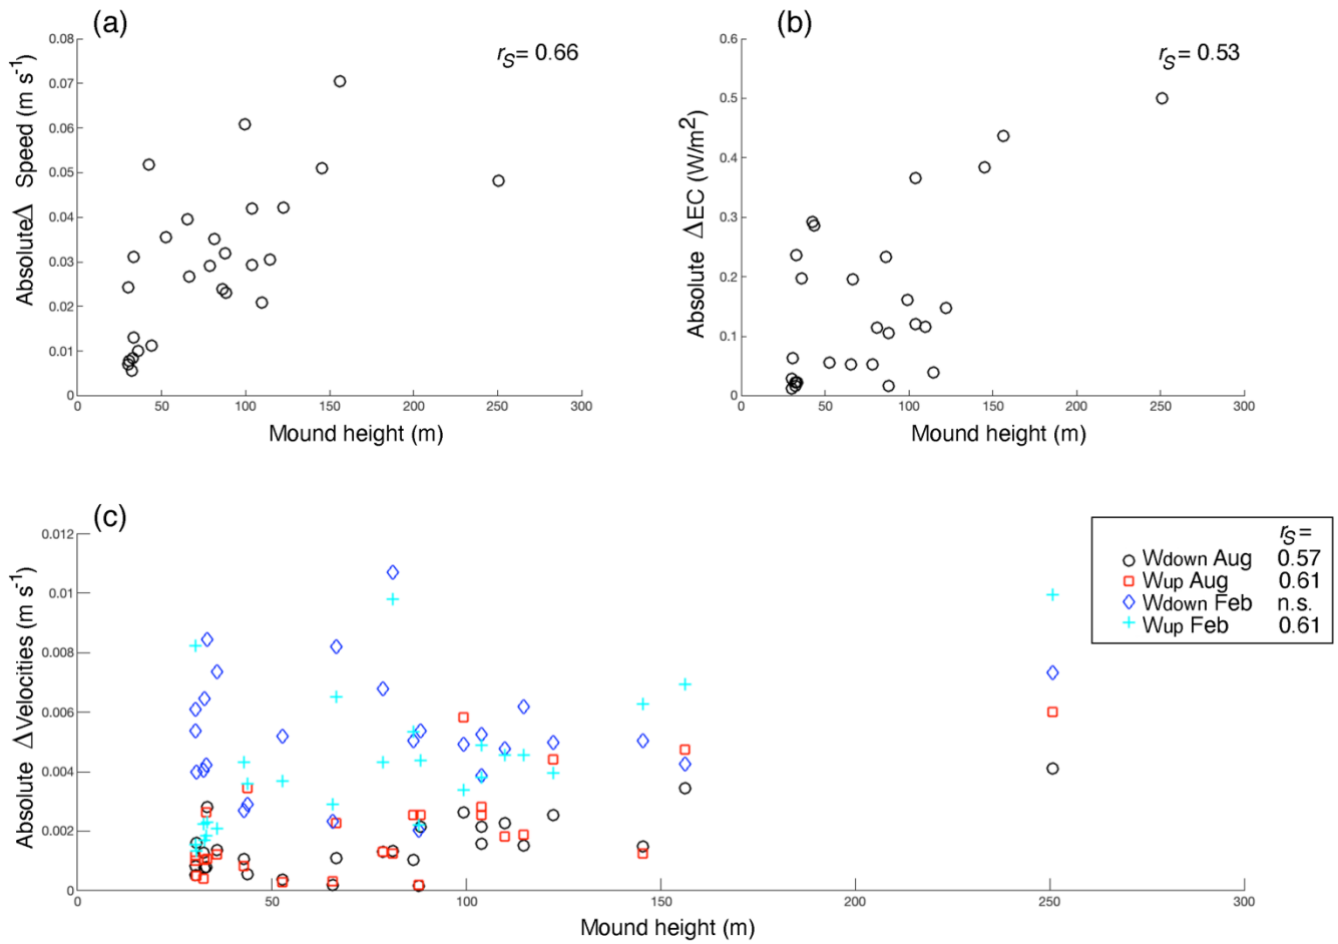 (a)
Absolute Δ Speed (m s-1)
rS= 0.66
0.08
0.07
0.06
0.05
0.04
0.03
0.02
0.01
0
0 50 100 150 200 250 300
Mound height (m)
(b)
Absolute ΔEC (W/m2)
rS= 0.53
0.6
0.5
0.4
0.3
0.2
0.1
0
0 50 100 150 200 250 300
Mound height (m)
(c)
Absolute ΔVelocities (m s-1)
0.012
0.010
0.008
0.006
0.004
0.002
0
0 50 100 150 200 250 300
Mound height (m)
rS=
Wdown Aug 0.57
Wup Aug 0.61
Wdown Feb n.s.
Wup Feb 0.61